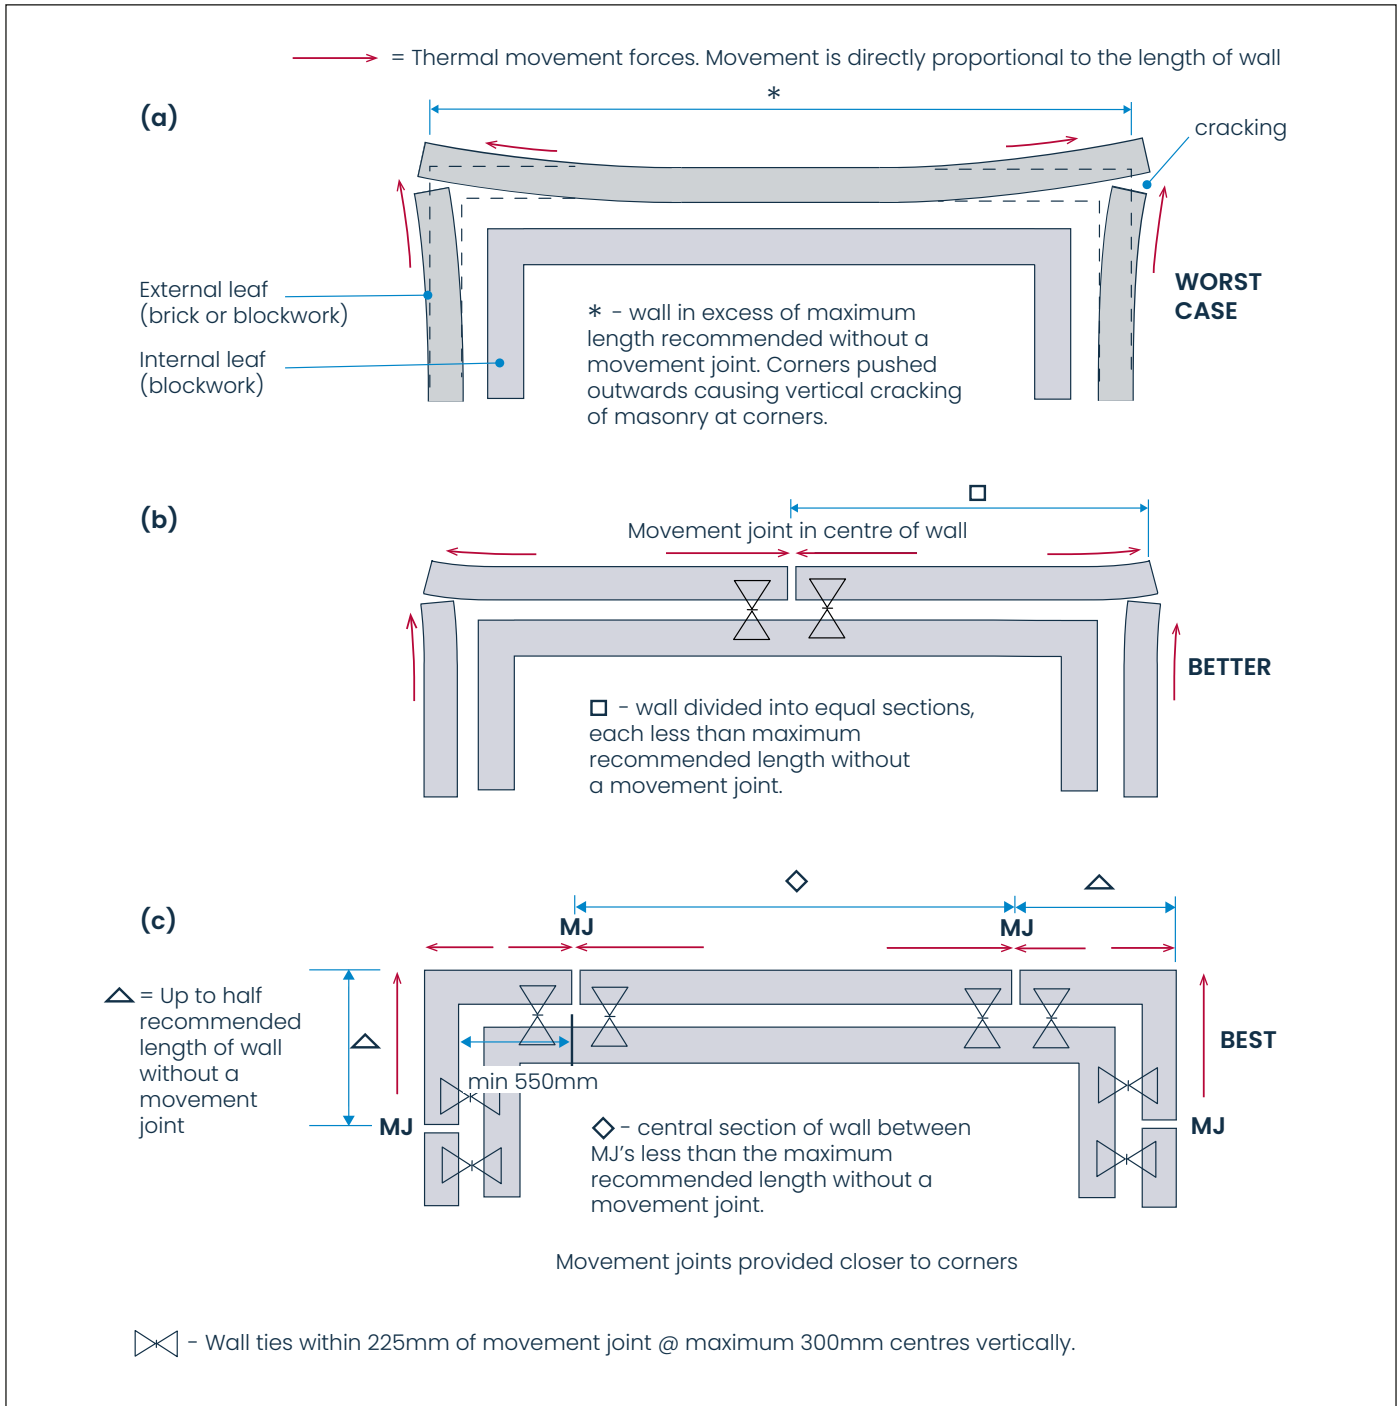 = Thermal movement forces. Movement is directly proportional to the length of wall
(a)
*
cracking
External leaf
(brick or blockwork)
Internal leaf
(blockwork)
* - wall in excess of maximum
length recommended without a
movement joint. Corners pushed
outwards causing vertical cracking
of masonry at corners.
WORST
CASE
(b)
Movement joint in centre of wall
BETTER
□ - wall divided into equal sections,
each less than maximum
recommended length without
a movement joint.
(c)
MJ
MJ
△ = Up to half
recommended
length of wall
without a
movement
joint
min 550mm
MJ
MJ
BEST
◇ - central section of wall between
MJ's less than the maximum
recommended length without a
movement joint.
Movement joints provided closer to corners
- Wall ties within 225mm of movement joint @ maximum 300mm centres vertically.